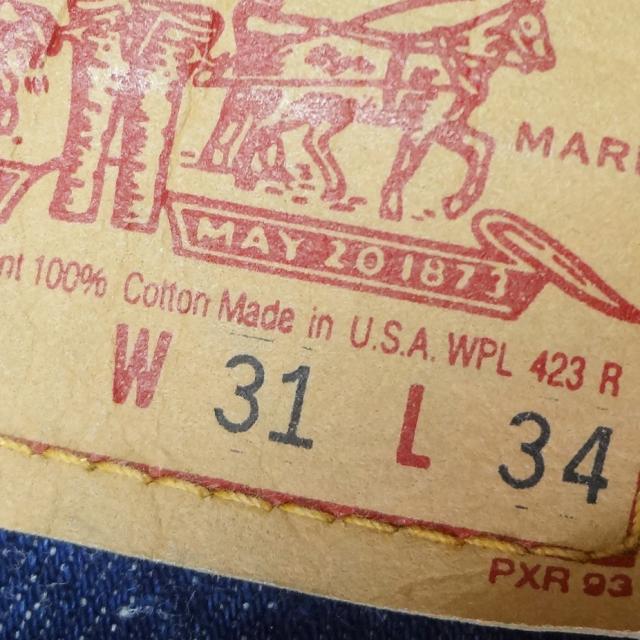 MAR
MAY 20 1873
nt 100% Cotton Made in U.S.A. WPL 423 R
W 31 L 34
PXR 93